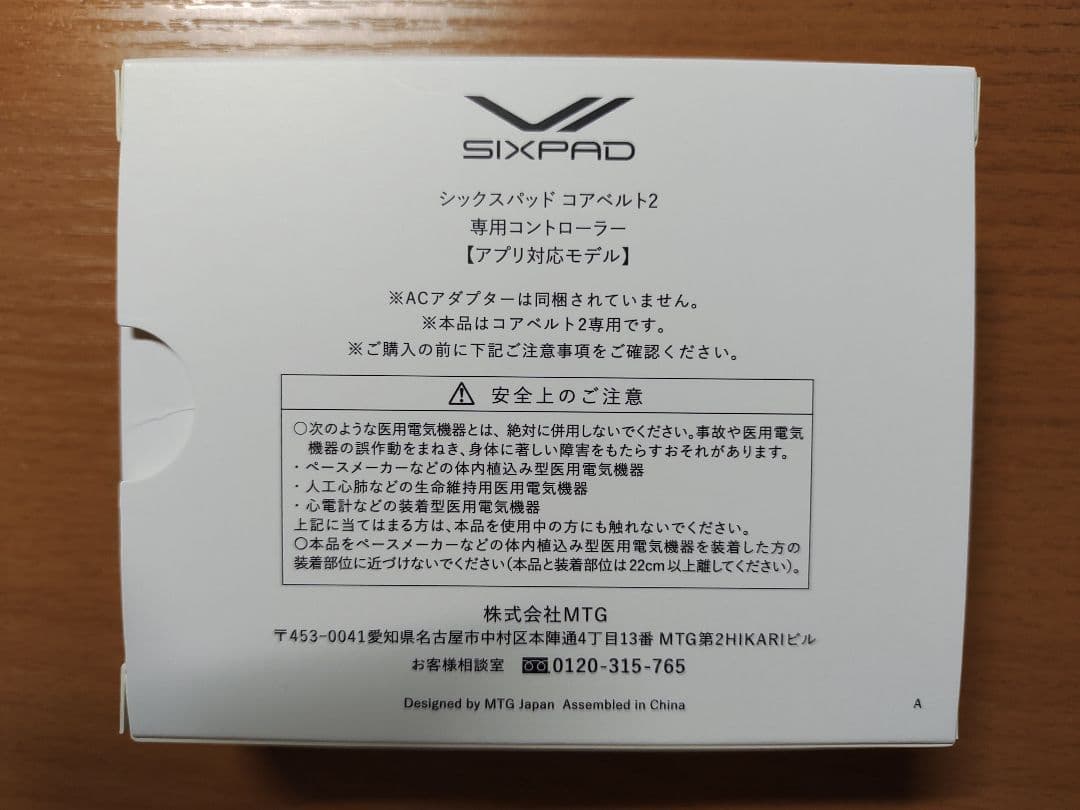 SIXPAD
シックスパッド コアベルト2
専用コントローラー
【アプリ対応モデル】
※ACアダプターは同梱されていません。
※本品はコアベルト2専用です。
※ご購入の前に下記ご注意事項をご確認ください。
⚠ 安全上のご注意
○次のような医用電気機器とは、絶対に併用しないでください。事故や医用電気
機器の誤作動をまねき、身体に著しい障害をもたらすおそれがあります。
・ペースメーカーなどの体内植込み型医用電気機器
・人工心肺などの生命維持用医用電気機器
・心電計などの装着型医用電気機器
上記に当てはまる方は、本品を使用中の方にも触れないでください。
○本品をペースメーカーなどの体内植込み型医用電気機器を装着した方の
装着部位に近づけないでください(本品と装着部位は22cm以上離してください)。
株式会社MTG
〒453-0041愛知県名古屋市中村区本陣通4丁目13番 MTG第2HIKARIビル
お客様相談室 0120-315-765
Designed by MTG Japan Assembled in China
A